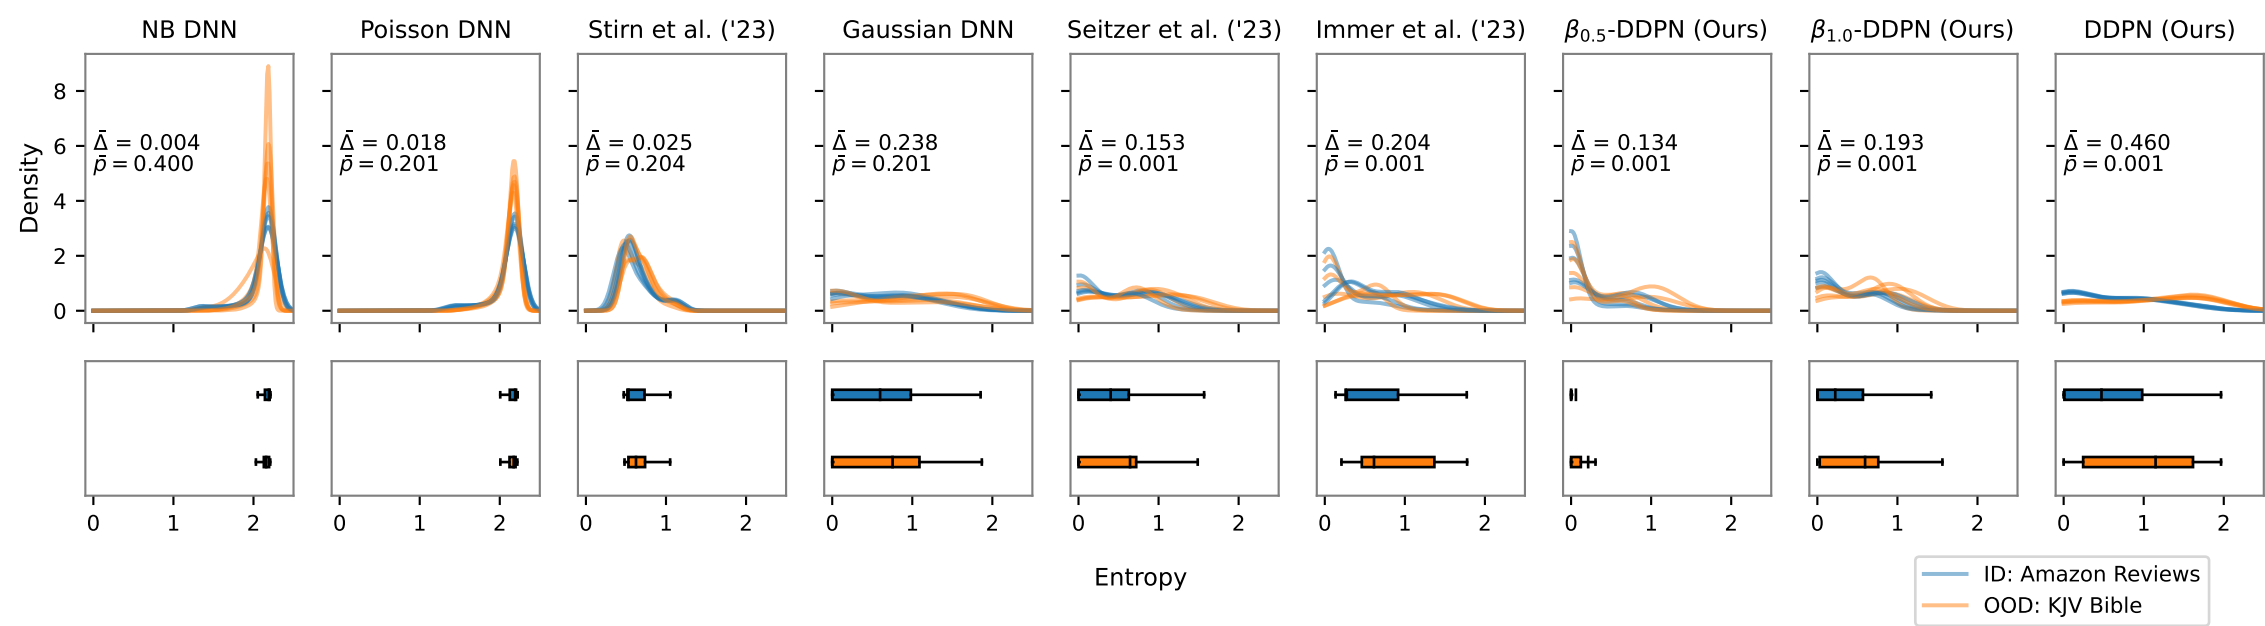 NB DNN
Poisson DNN
Stirn et al. ('23)
Gaussian DNN
Seitzer et al. ('23)
Immer et al. ('23)
β₀.₅-DDPN (Ours)
β₁.₀-DDPN (Ours)
DDPN (Ours)
Density
8
6
4
2
0
Δ̄ = 0.004
p̄ = 0.400
Δ̄ = 0.018
p̄ = 0.201
Δ̄ = 0.025
p̄ = 0.204
Δ̄ = 0.238
p̄ = 0.201
Δ̄ = 0.153
p̄ = 0.001
Δ̄ = 0.204
p̄ = 0.001
Δ̄ = 0.134
p̄ = 0.001
Δ̄ = 0.193
p̄ = 0.001
Δ̄ = 0.460
p̄ = 0.001
0 1 2
0 1 2
0 1 2
0 1 2
0 1 2
0 1 2
0 1 2
0 1 2
0 1 2
Entropy
ID: Amazon Reviews
OOD: KJV Bible